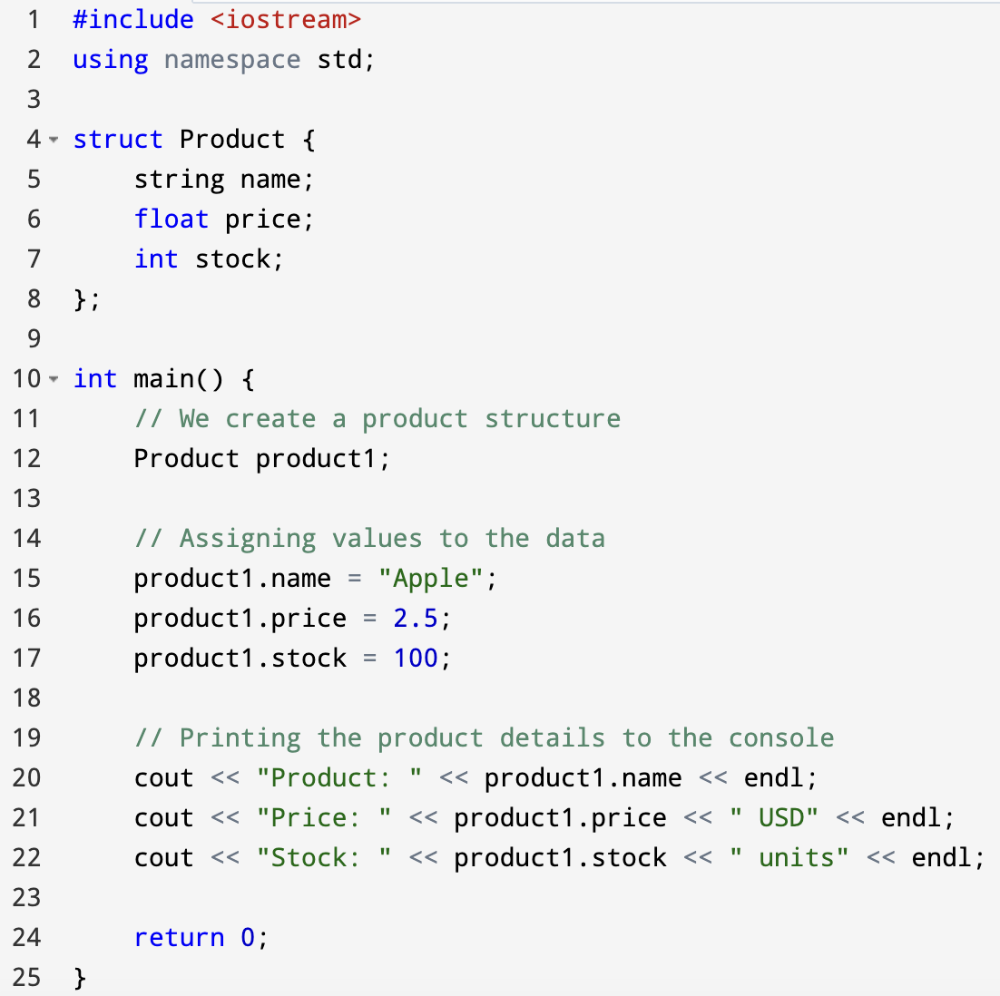 1 #include <iostream>
2 using namespace std;
3
4 struct Product {
5     string name;
6     float price;
7     int stock;
8 };
9
10 int main() {
11     // We create a product structure
12     Product product1;
13
14     // Assigning values to the data
15     product1.name = "Apple";
16     product1.price = 2.5;
17     product1.stock = 100;
18
19     // Printing the product details to the console
20     cout << "Product: " << product1.name << endl;
21     cout << "Price: " << product1.price << " USD" << endl;
22     cout << "Stock: " << product1.stock << " units" << endl;
23
24     return 0;
25 }